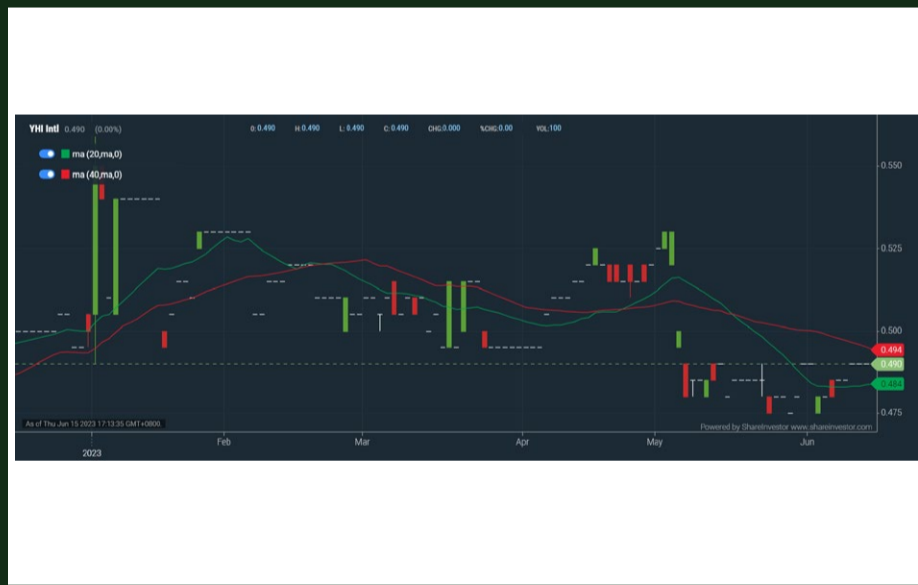 YHI Intl 0.490 (0.00%) O: 0.490 H: 0.490 L: 0.490 C: 0.490 CHG: 0.000 %CHG: 0.00 VOL: 100
ma (20,ma,0)
ma (40,ma,0)
0.550
0.525
0.500
0.494
0.490
0.484
0.475
As of Thu Jun 15 2023 17:13:35 GMT+0800.
Powered by ShareInvestor www.shareinvestor.com
Feb Mar Apr May Jun
2023